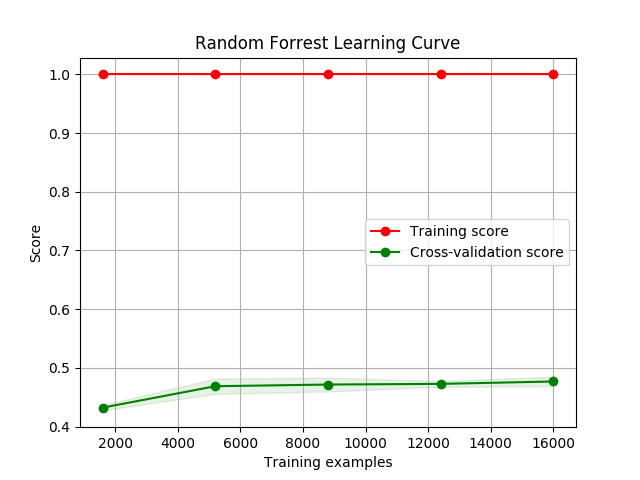 Random Forrest Learning Curve
1.0
0.9
0.8
0.7
0.6
0.5
0.4
Score
Training score
Cross-validation score
2000 4000 6000 8000 10000 12000 14000 16000
Training examples